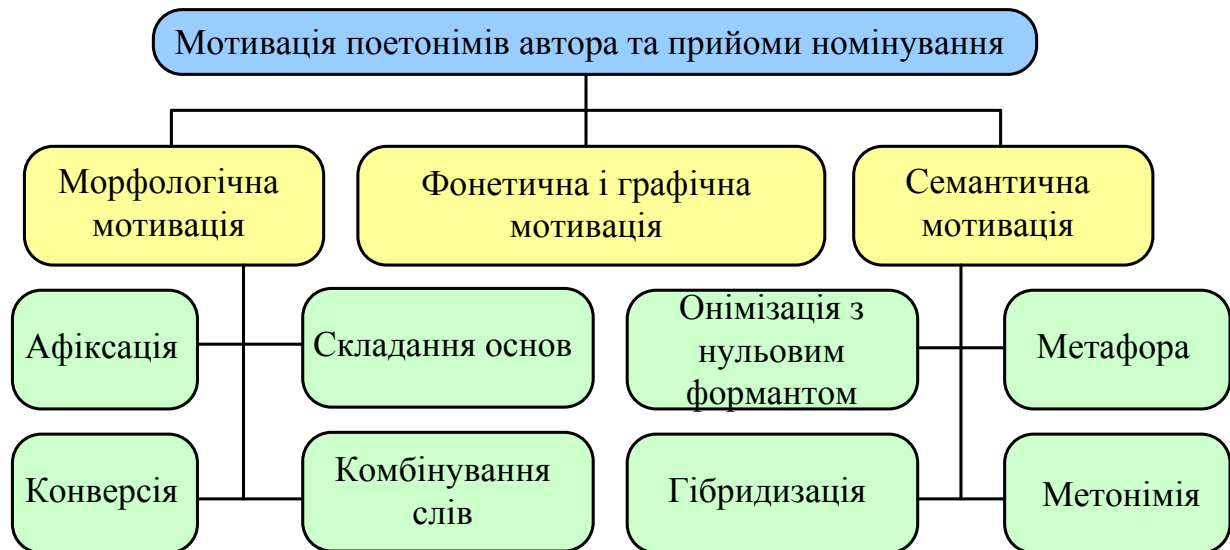 Мотивація поетонімів автора та прийоми номінування
Морфологічна
мотивація
Фонетична і графічна
мотивація
Семантична
мотивація
Афіксація
Складання основ
Онімізація з
нульовим
формантом
Метафора
Конверсія
Комбінування
слів
Гібридизація
Метонімія